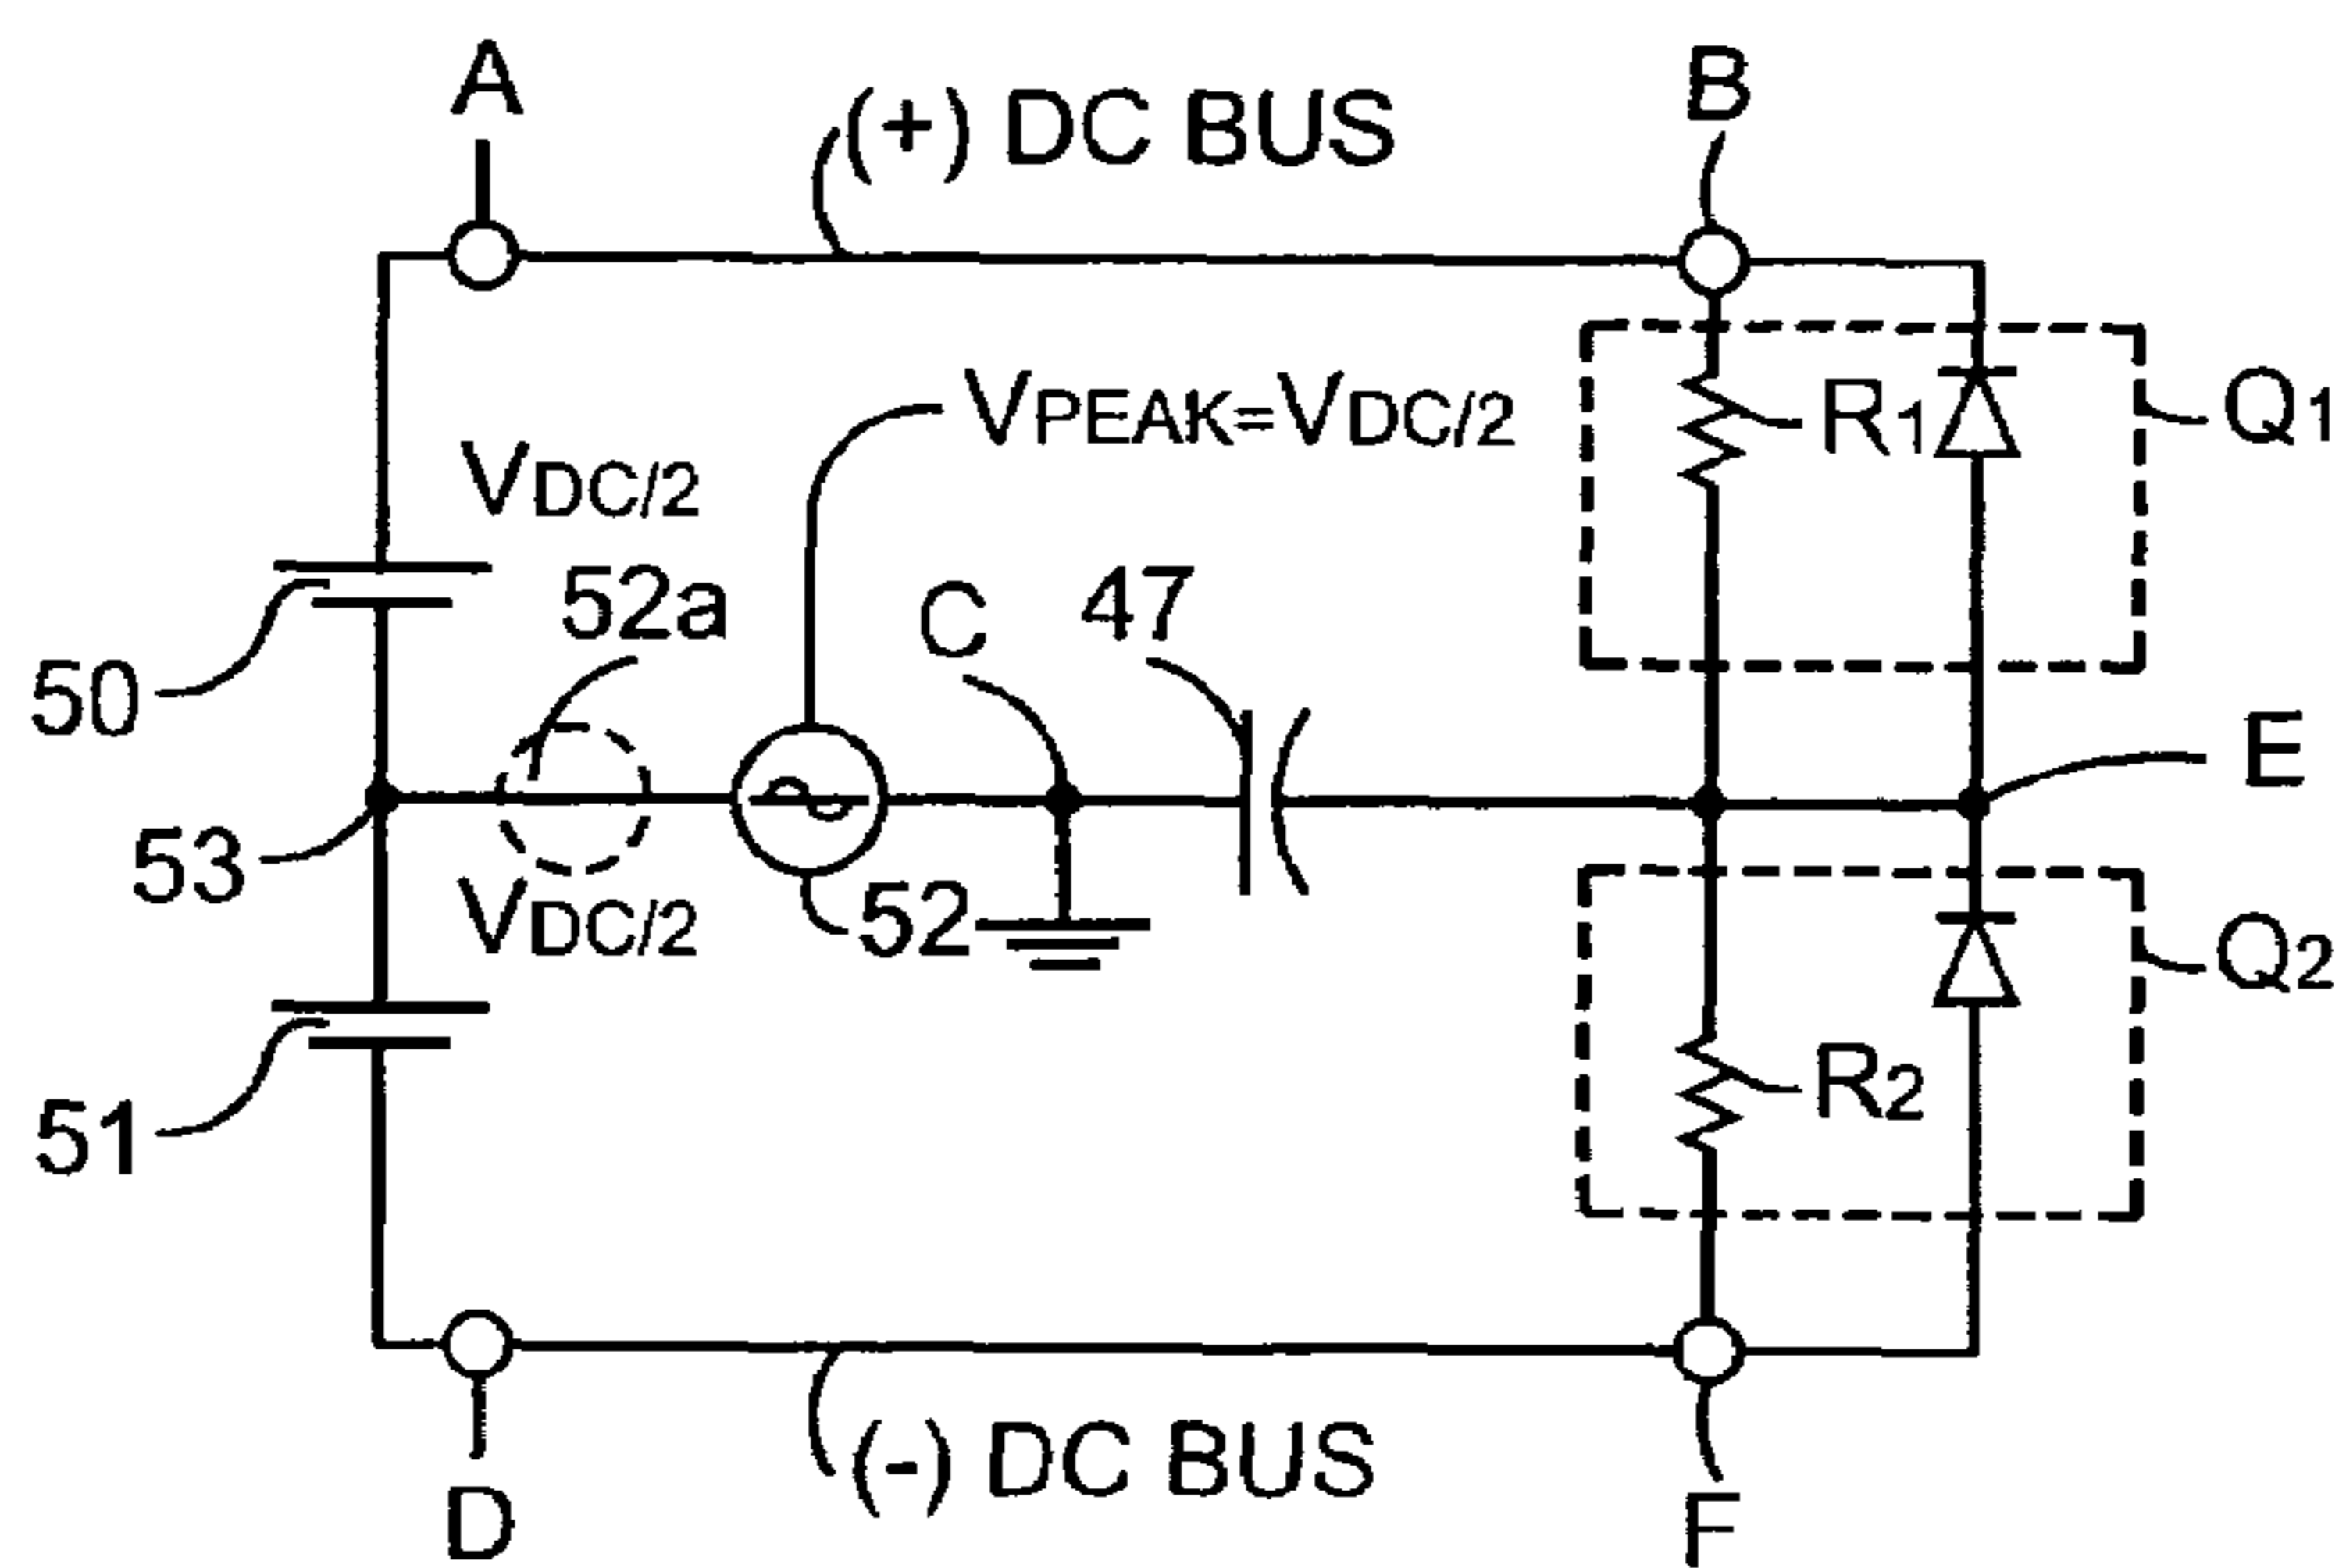 A
B
(+) DC BUS
VPEAK=VDC/2
R1
Q1
VDC/2
52a
C
47
50
E
53
VDC/2
52
Q2
51
R2
(-) DC BUS
D
F